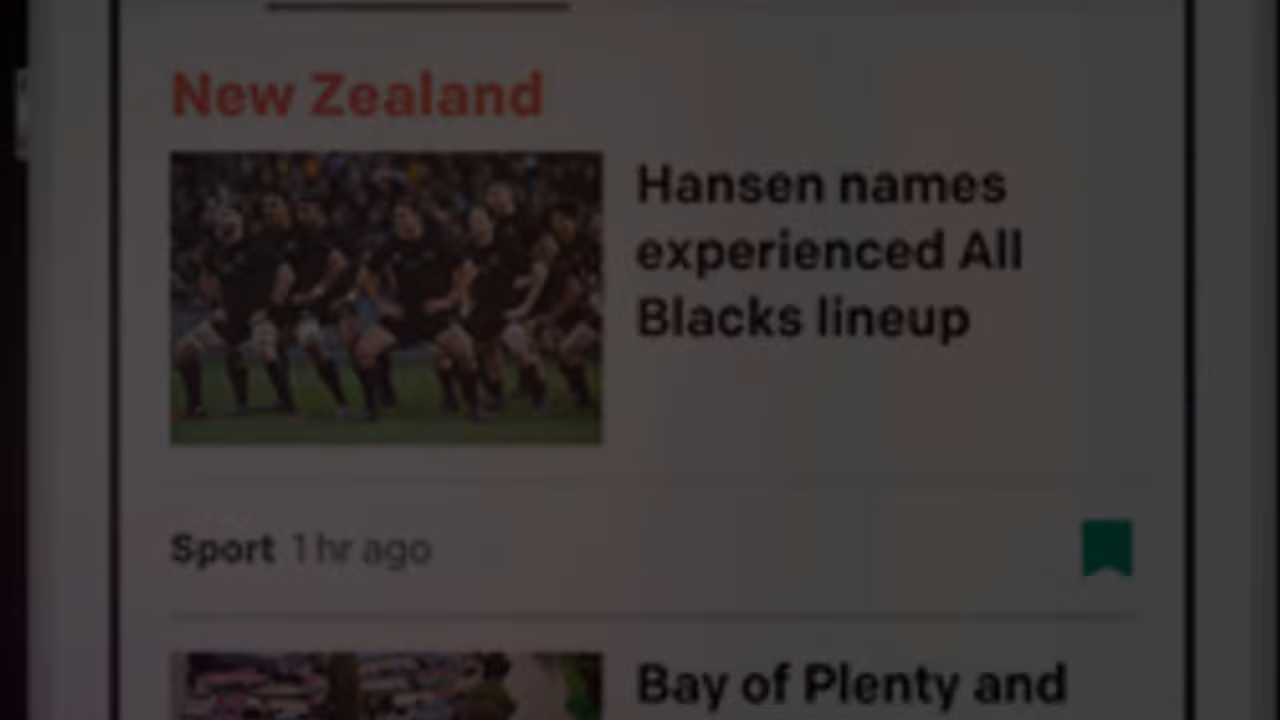 New Zealand
Hansen names
experienced All
Blacks lineup
Sport 1 hr ago
Bay of Plenty and